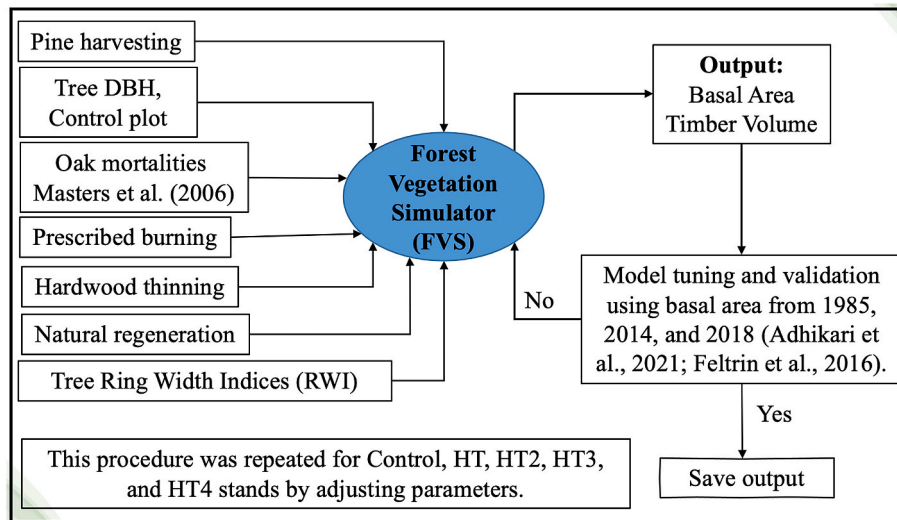 Pine harvesting
Tree DBH,
Control plot
Oak mortalities
Masters et al. (2006)
Prescribed burning
Hardwood thinning
Natural regeneration
Tree Ring Width Indices (RWI)
Forest
Vegetation
Simulator
(FVS)
Output:
Basal Area
Timber Volume
Model tuning and validation
using basal area from 1985,
2014, and 2018 (Adhikari et
al., 2021; Feltrin et al., 2016).
No
Yes
Save output
This procedure was repeated for Control, HT, HT2, HT3,
and HT4 stands by adjusting parameters.